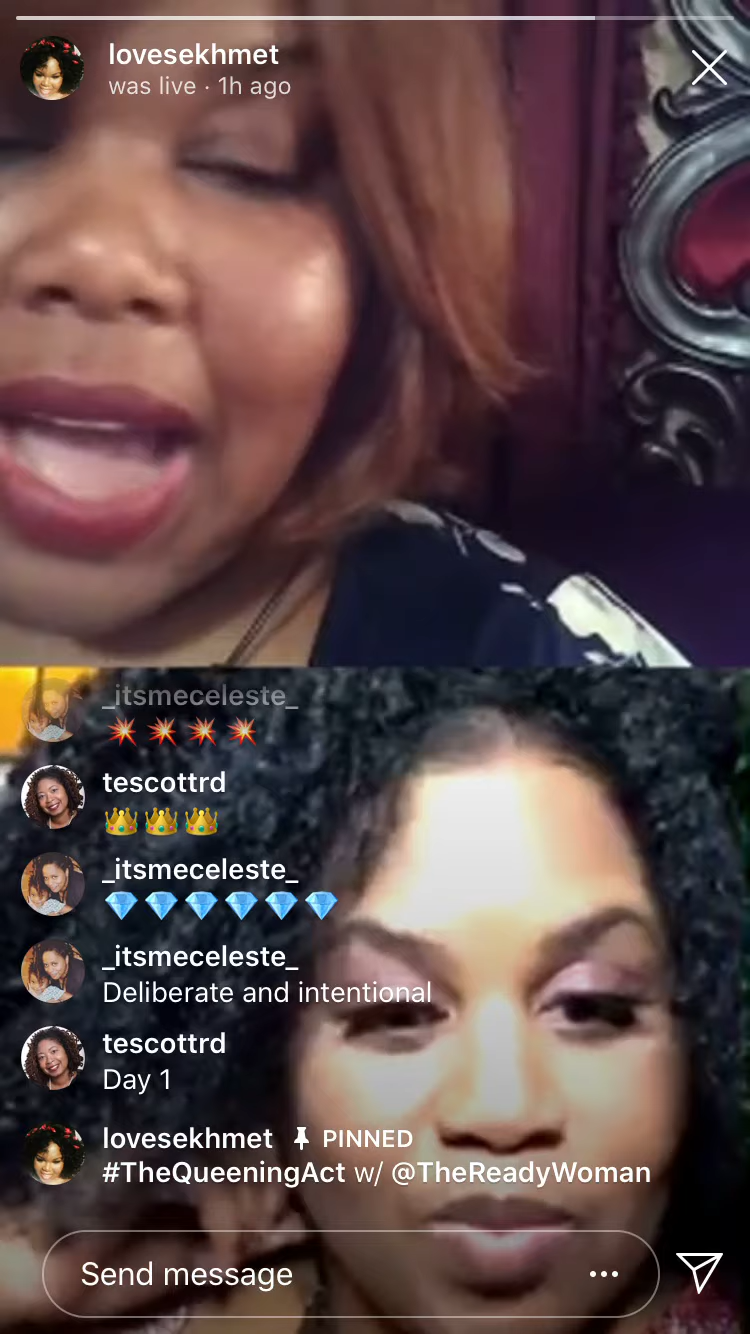 lovesekhmet
was live · 1h ago
_itsmeceleste_
💥 💥 💥 💥
tescottrd
👑👑👑
_itsmeceleste_
💎💎💎💎💎💎
_itsmeceleste_
Deliberate and intentional
tescottrd
Day 1
lovesekhmet 📌 PINNED
#TheQueeningAct w/ @TheReadyWoman
Send message